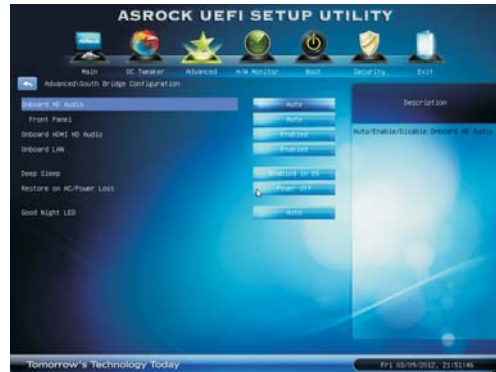 ASROCK UEFI SETUP UTILITY
Main OC Tweaker Advanced H/W Monitor Boot Security Exit
Advanced\South Bridge Configuration
Description
Onboard HD Audio Auto
Front Panel Auto
Auto/Enable/Disable Onboard HD Audio.
Onboard HDMI HD Audio Enabled
Onboard LAN Enabled
Deep Sleep Enabled in S5
Restore on AC/Power Loss Power Off
Good Night LED Auto
Tomorrow's Technology Today
Fri 03/09/2012, 21:51:46